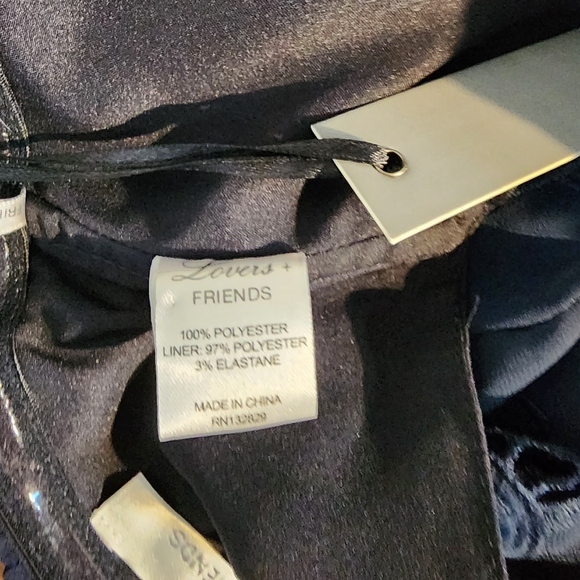 Lovers +
FRIENDS
100% POLYESTER
LINER: 97% POLYESTER
3% ELASTANE
MADE IN CHINA
RN132829